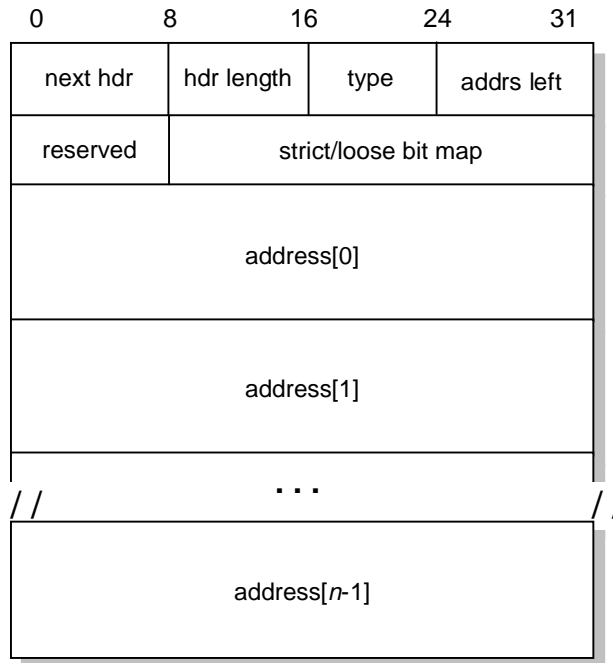 0 8 16 24 31
next hdr hdr length type addrs left
reserved strict/loose bit map
address[0]
address[1]
...
/ / / /
address[n-1]